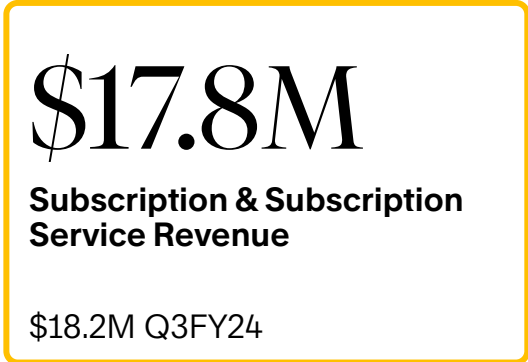 $17.8M
Subscription & Subscription
Service Revenue
$18.2M Q3FY24